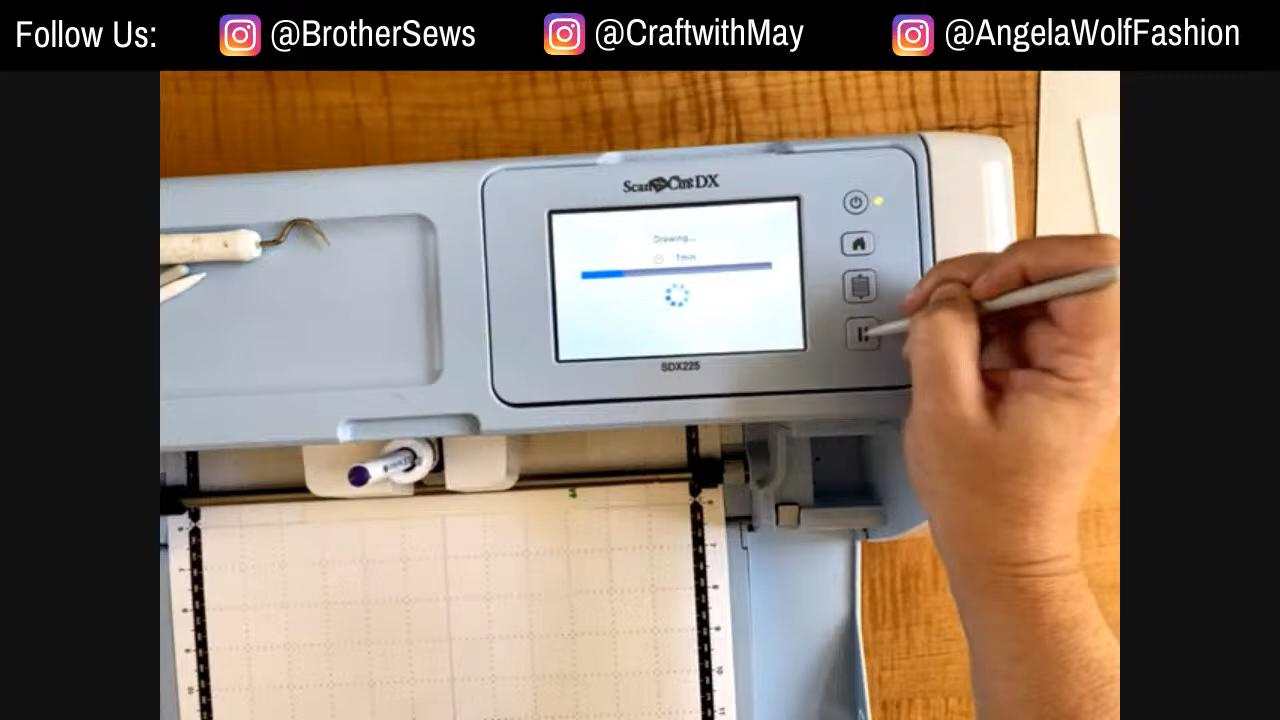 Follow Us: @BrotherSews @CraftwithMay @AngelaWolfFashion
ScanNCut DX
Drawing...
1min
SDX225